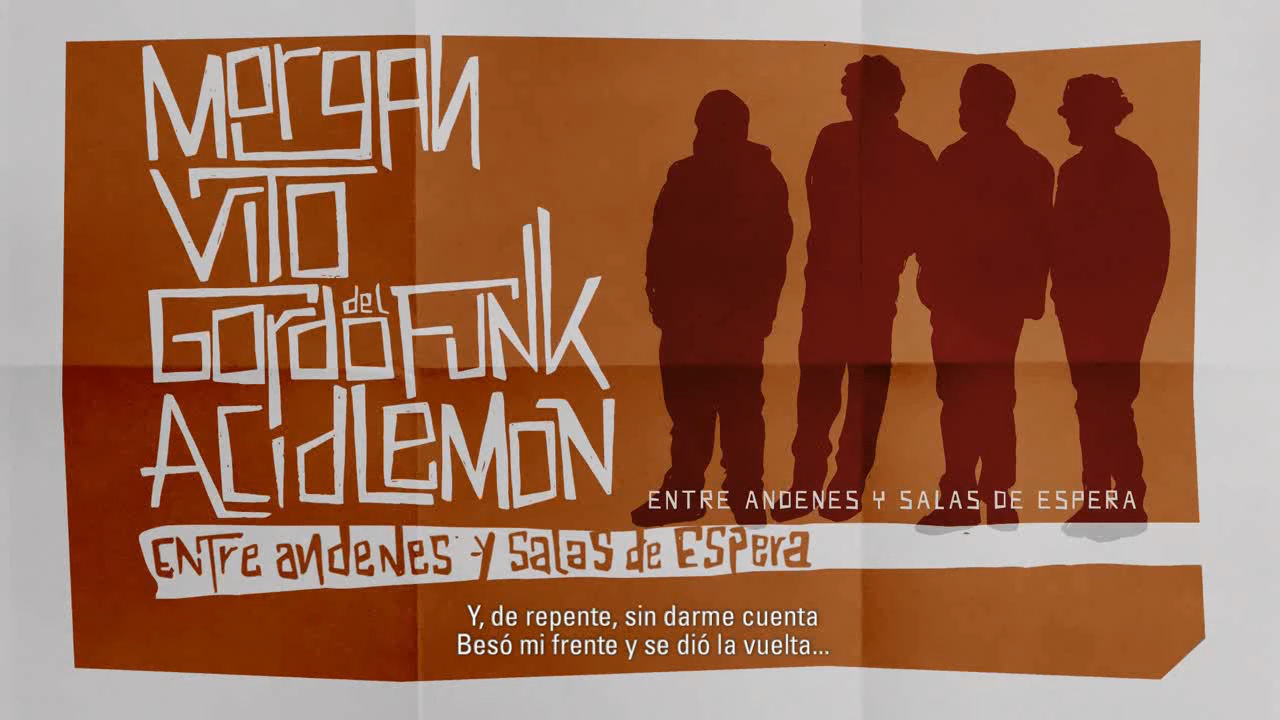 Morgan
Vito
Gordo del Funk
AcidLemon
ENTRE ANDENES Y SALAS DE ESPERA
Entre andenes y salas de Espera
Y, de repente, sin darme cuenta
Besó mi frente y se dió la vuelta...